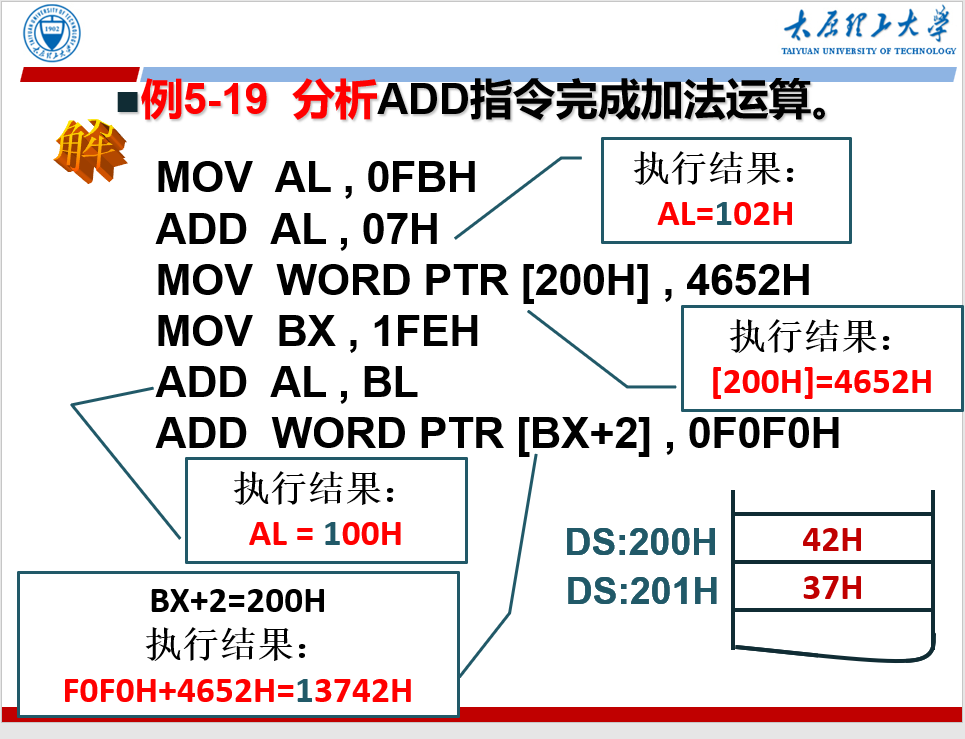 太原理工大学
TAIYUAN UNIVERSITY OF TECHNOLOGY
1902
■例5-19 分析ADD指令完成加法运算。
解
MOV AL , 0FBH
ADD AL , 07H
MOV WORD PTR [200H] , 4652H
MOV BX , 1FEH
ADD AL , BL
ADD WORD PTR [BX+2] , 0F0F0H
执行结果：
AL=102H
执行结果：
[200H]=4652H
执行结果：
AL = 100H
BX+2=200H
执行结果：
F0F0H+4652H=13742H
DS:200H 42H
DS:201H 37H